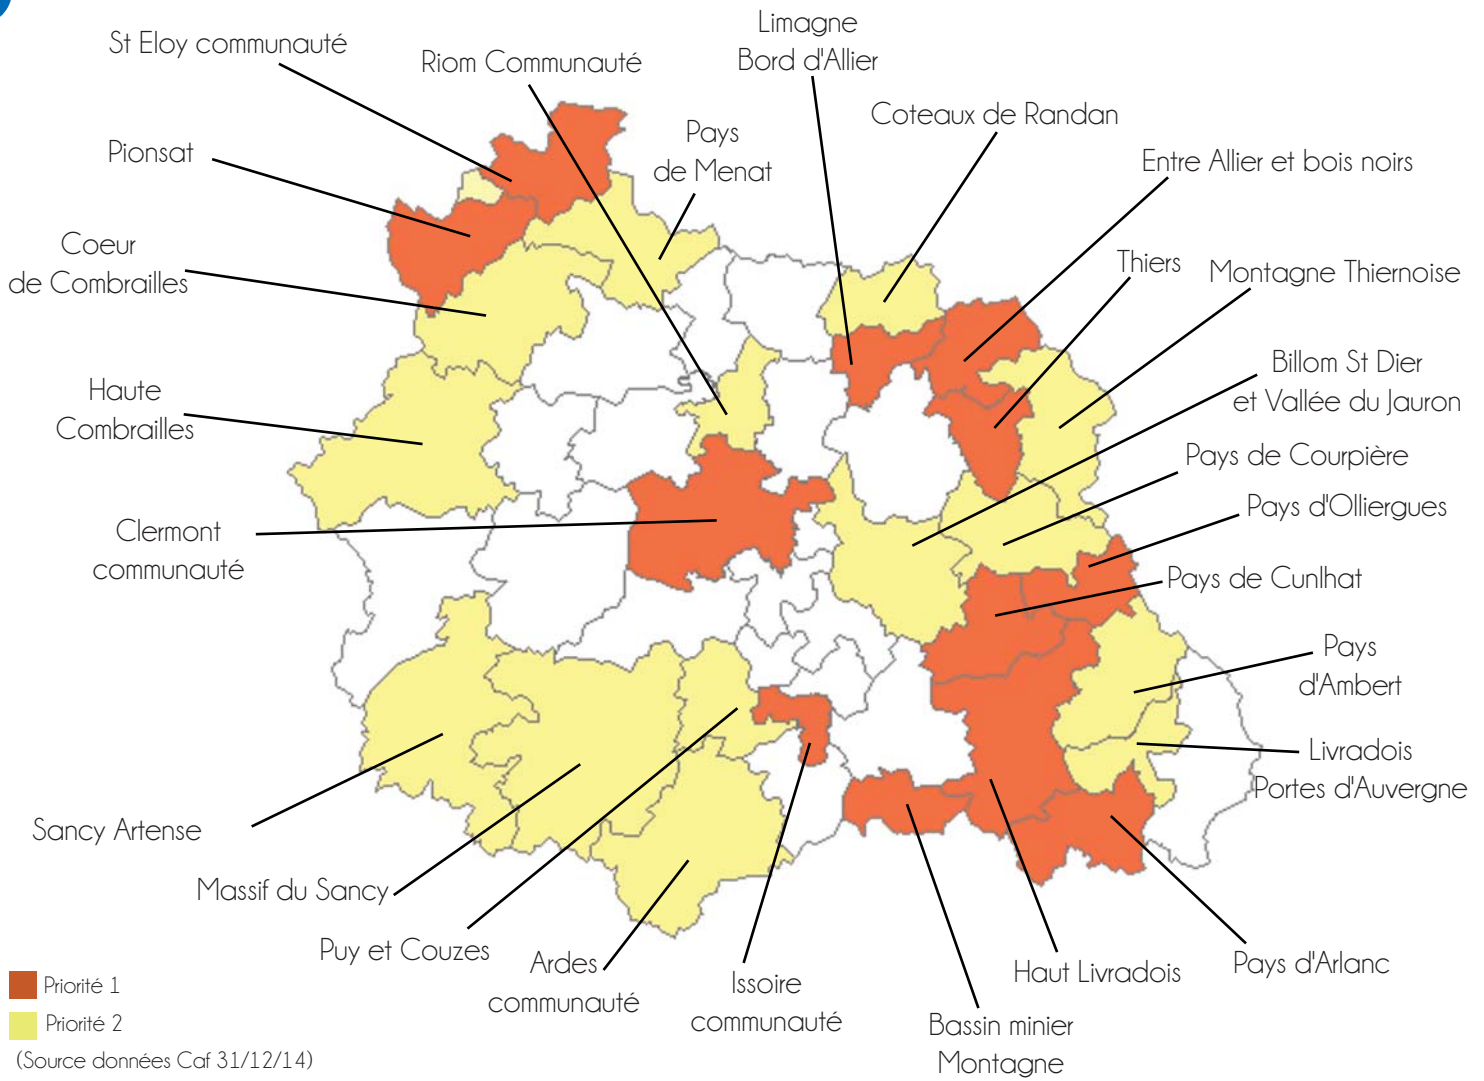 St Eloy communauté
Riom Communauté
Limagne
Bord d'Allier
Coteaux de Randan
Pays
de Menat
Pionsat
Entre Allier et bois noirs
Coeur
de Combrailles
Thiers
Montagne Thiernoise
Haute
Combrailles
Billom St Dier
et Vallée du Jauron
Pays de Courpière
Pays d'Olliergues
Clermont
communauté
Pays de Cunlhat
Pays
d'Ambert
Livradois
Portes d'Auvergne
Sancy Artense
Massif du Sancy
Puy et Couzes
Ardes
communauté
Issoire
communauté
Bassin minier
Montagne
Haut Livradois
Pays d'Arlanc
Priorité 1
Priorité 2
(Source données Caf 31/12/14)